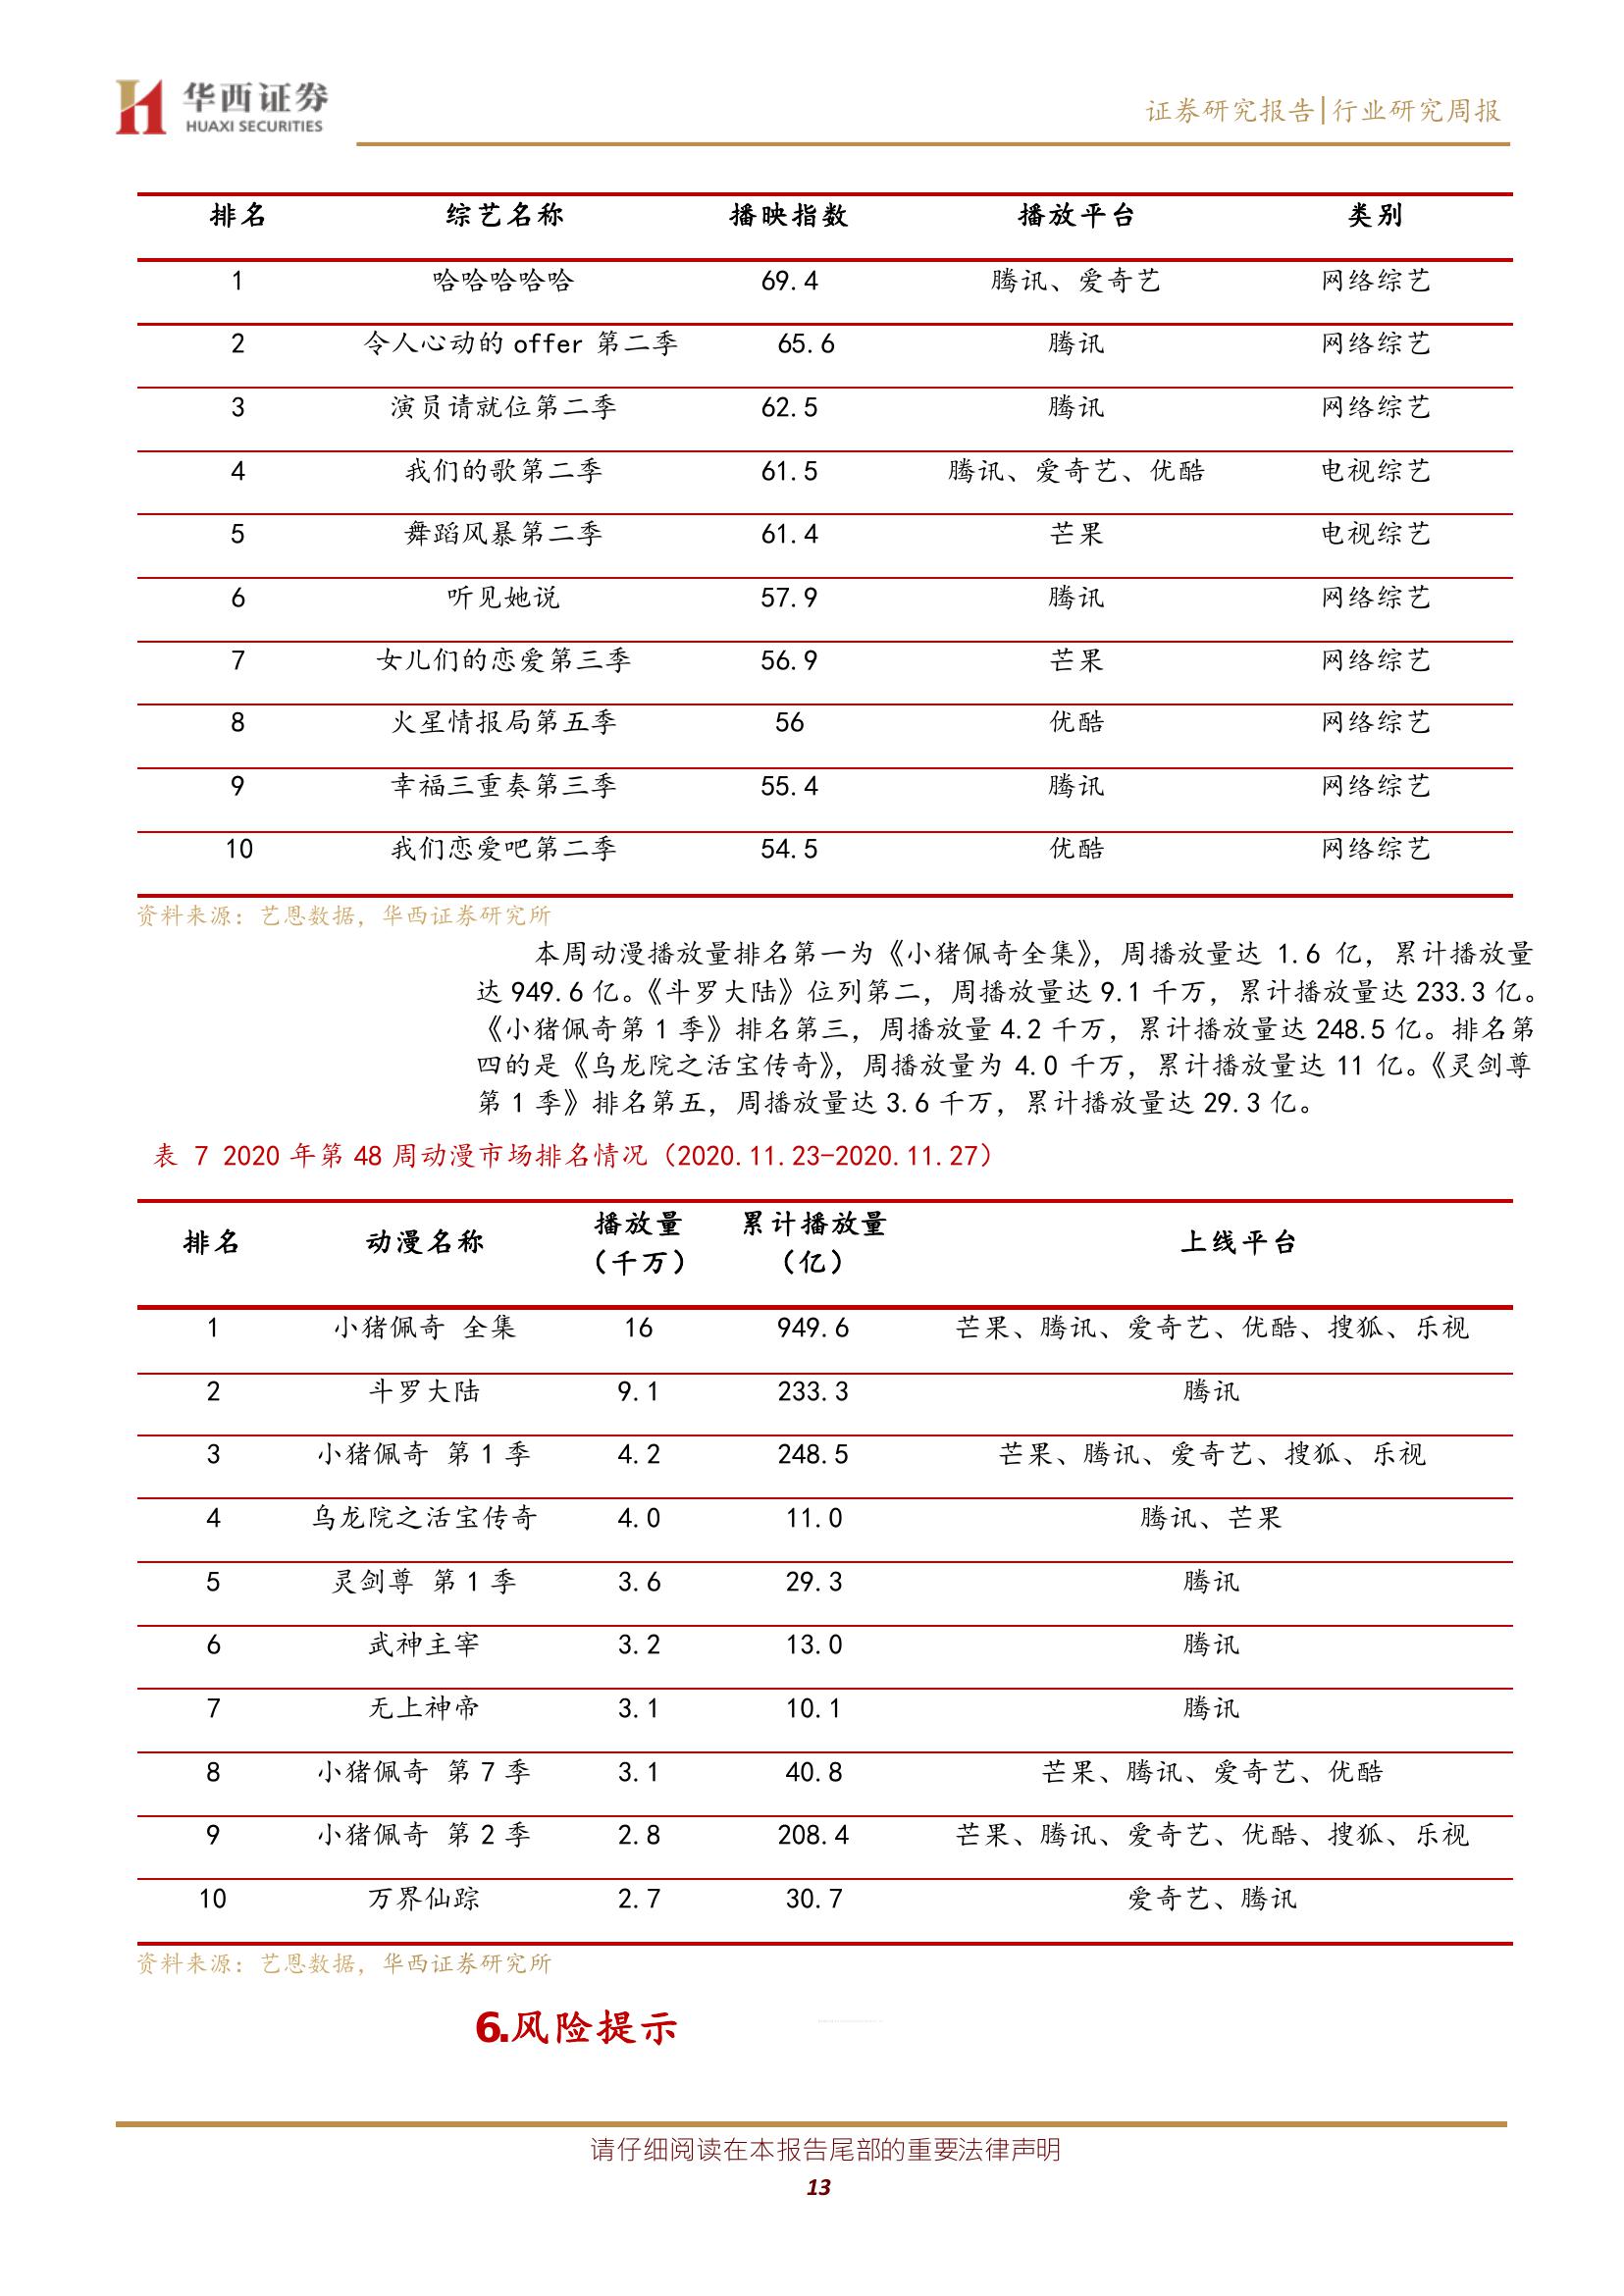 华西证券
HUAXI SECURITIES
证券研究报告|行业研究周报
排名 综艺名称 播映指数 播放平台 类别
1 哈哈哈哈哈 69.4 腾讯、爱奇艺 网络综艺
2 令人心动的 offer 第二季 65.6 腾讯 网络综艺
3 演员请就位第二季 62.5 腾讯 网络综艺
4 我们的歌第二季 61.5 腾讯、爱奇艺、优酷 电视综艺
5 舞蹈风暴第二季 61.4 芒果 电视综艺
6 听见她说 57.9 腾讯 网络综艺
7 女儿们的恋爱第三季 56.9 芒果 网络综艺
8 火星情报局第五季 56 优酷 网络综艺
9 幸福三重奏第三季 55.4 腾讯 网络综艺
10 我们恋爱吧第二季 54.5 优酷 网络综艺
资料来源：艺恩数据，华西证券研究所
本周动漫播放量排名第一为《小猪佩奇全集》，周播放量达 1.6 亿，累计播放量
达 949.6 亿。《斗罗大陆》位列第二，周播放量达 9.1 千万，累计播放量达 233.3 亿。
《小猪佩奇第 1 季》排名第三，周播放量 4.2 千万，累计播放量达 248.5 亿。排名第
四的是《乌龙院之活宝传奇》，周播放量为 4.0 千万，累计播放量达 11 亿。《灵剑尊
第 1 季》排名第五，周播放量达 3.6 千万，累计播放量达 29.3 亿。
表 7 2020 年第 48 周动漫市场排名情况（2020.11.23-2020.11.27）
排名 动漫名称 播放量 累计播放量 上线平台
（千万） （亿）
1 小猪佩奇 全集 16 949.6 芒果、腾讯、爱奇艺、优酷、搜狐、乐视
2 斗罗大陆 9.1 233.3 腾讯
3 小猪佩奇 第 1 季 4.2 248.5 芒果、腾讯、爱奇艺、搜狐、乐视
4 乌龙院之活宝传奇 4.0 11.0 腾讯、芒果
5 灵剑尊 第 1 季 3.6 29.3 腾讯
6 武神主宰 3.2 13.0 腾讯
7 无上神帝 3.1 10.1 腾讯
8 小猪佩奇 第 7 季 3.1 40.8 芒果、腾讯、爱奇艺、优酷
9 小猪佩奇 第 2 季 2.8 208.4 芒果、腾讯、爱奇艺、优酷、搜狐、乐视
10 万界仙踪 2.7 30.7 爱奇艺、腾讯
资料来源：艺恩数据，华西证券研究所
6.风险提示
请仔细阅读在本报告尾部的重要法律声明
13